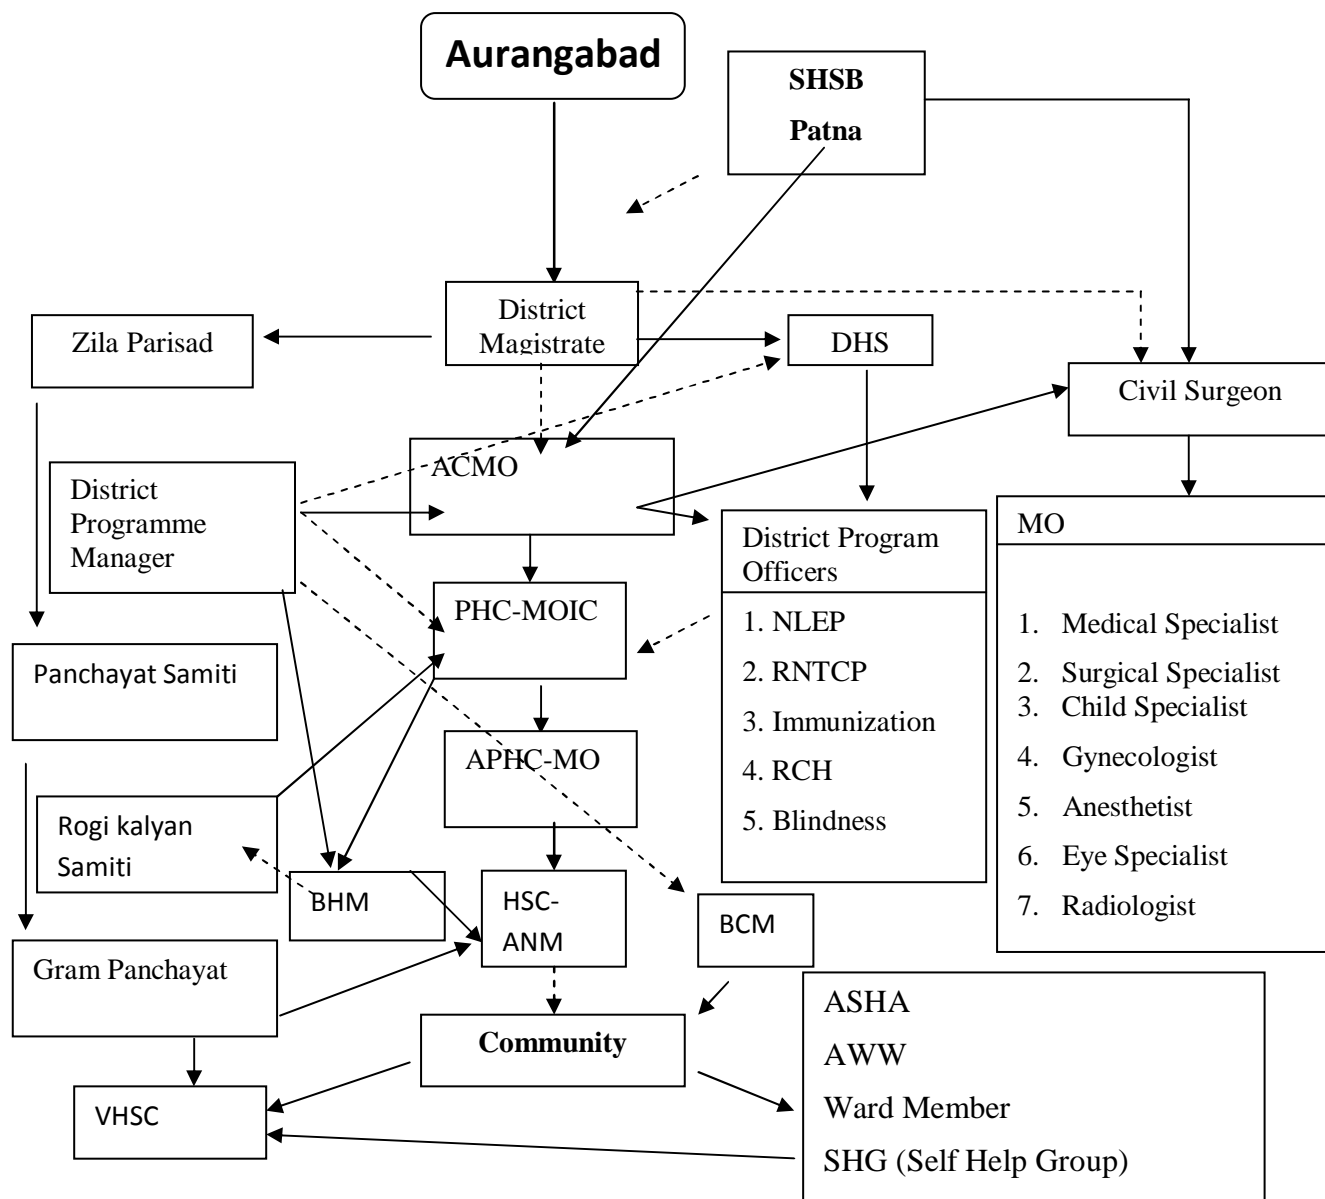 Aurangabad
SHSB
Patna
District
Magistrate
Zila Parisad
DHS
Civil Surgeon
ACMO
District
Programme
Manager
MO
District Program
Officers
PHC-MOIC
1. NLEP
2. RNTCP
3. Immunization
4. RCH
5. Blindness
1. Medical Specialist
2. Surgical Specialist
3. Child Specialist
4. Gynecologist
5. Anesthetist
6. Eye Specialist
7. Radiologist
Panchayat Samiti
APHC-MO
Rogi kalyan
Samiti
BHM
HSC-
ANM
BCM
Gram Panchayat
Community
ASHA
AWW
Ward Member
SHG (Self Help Group)
VHSC